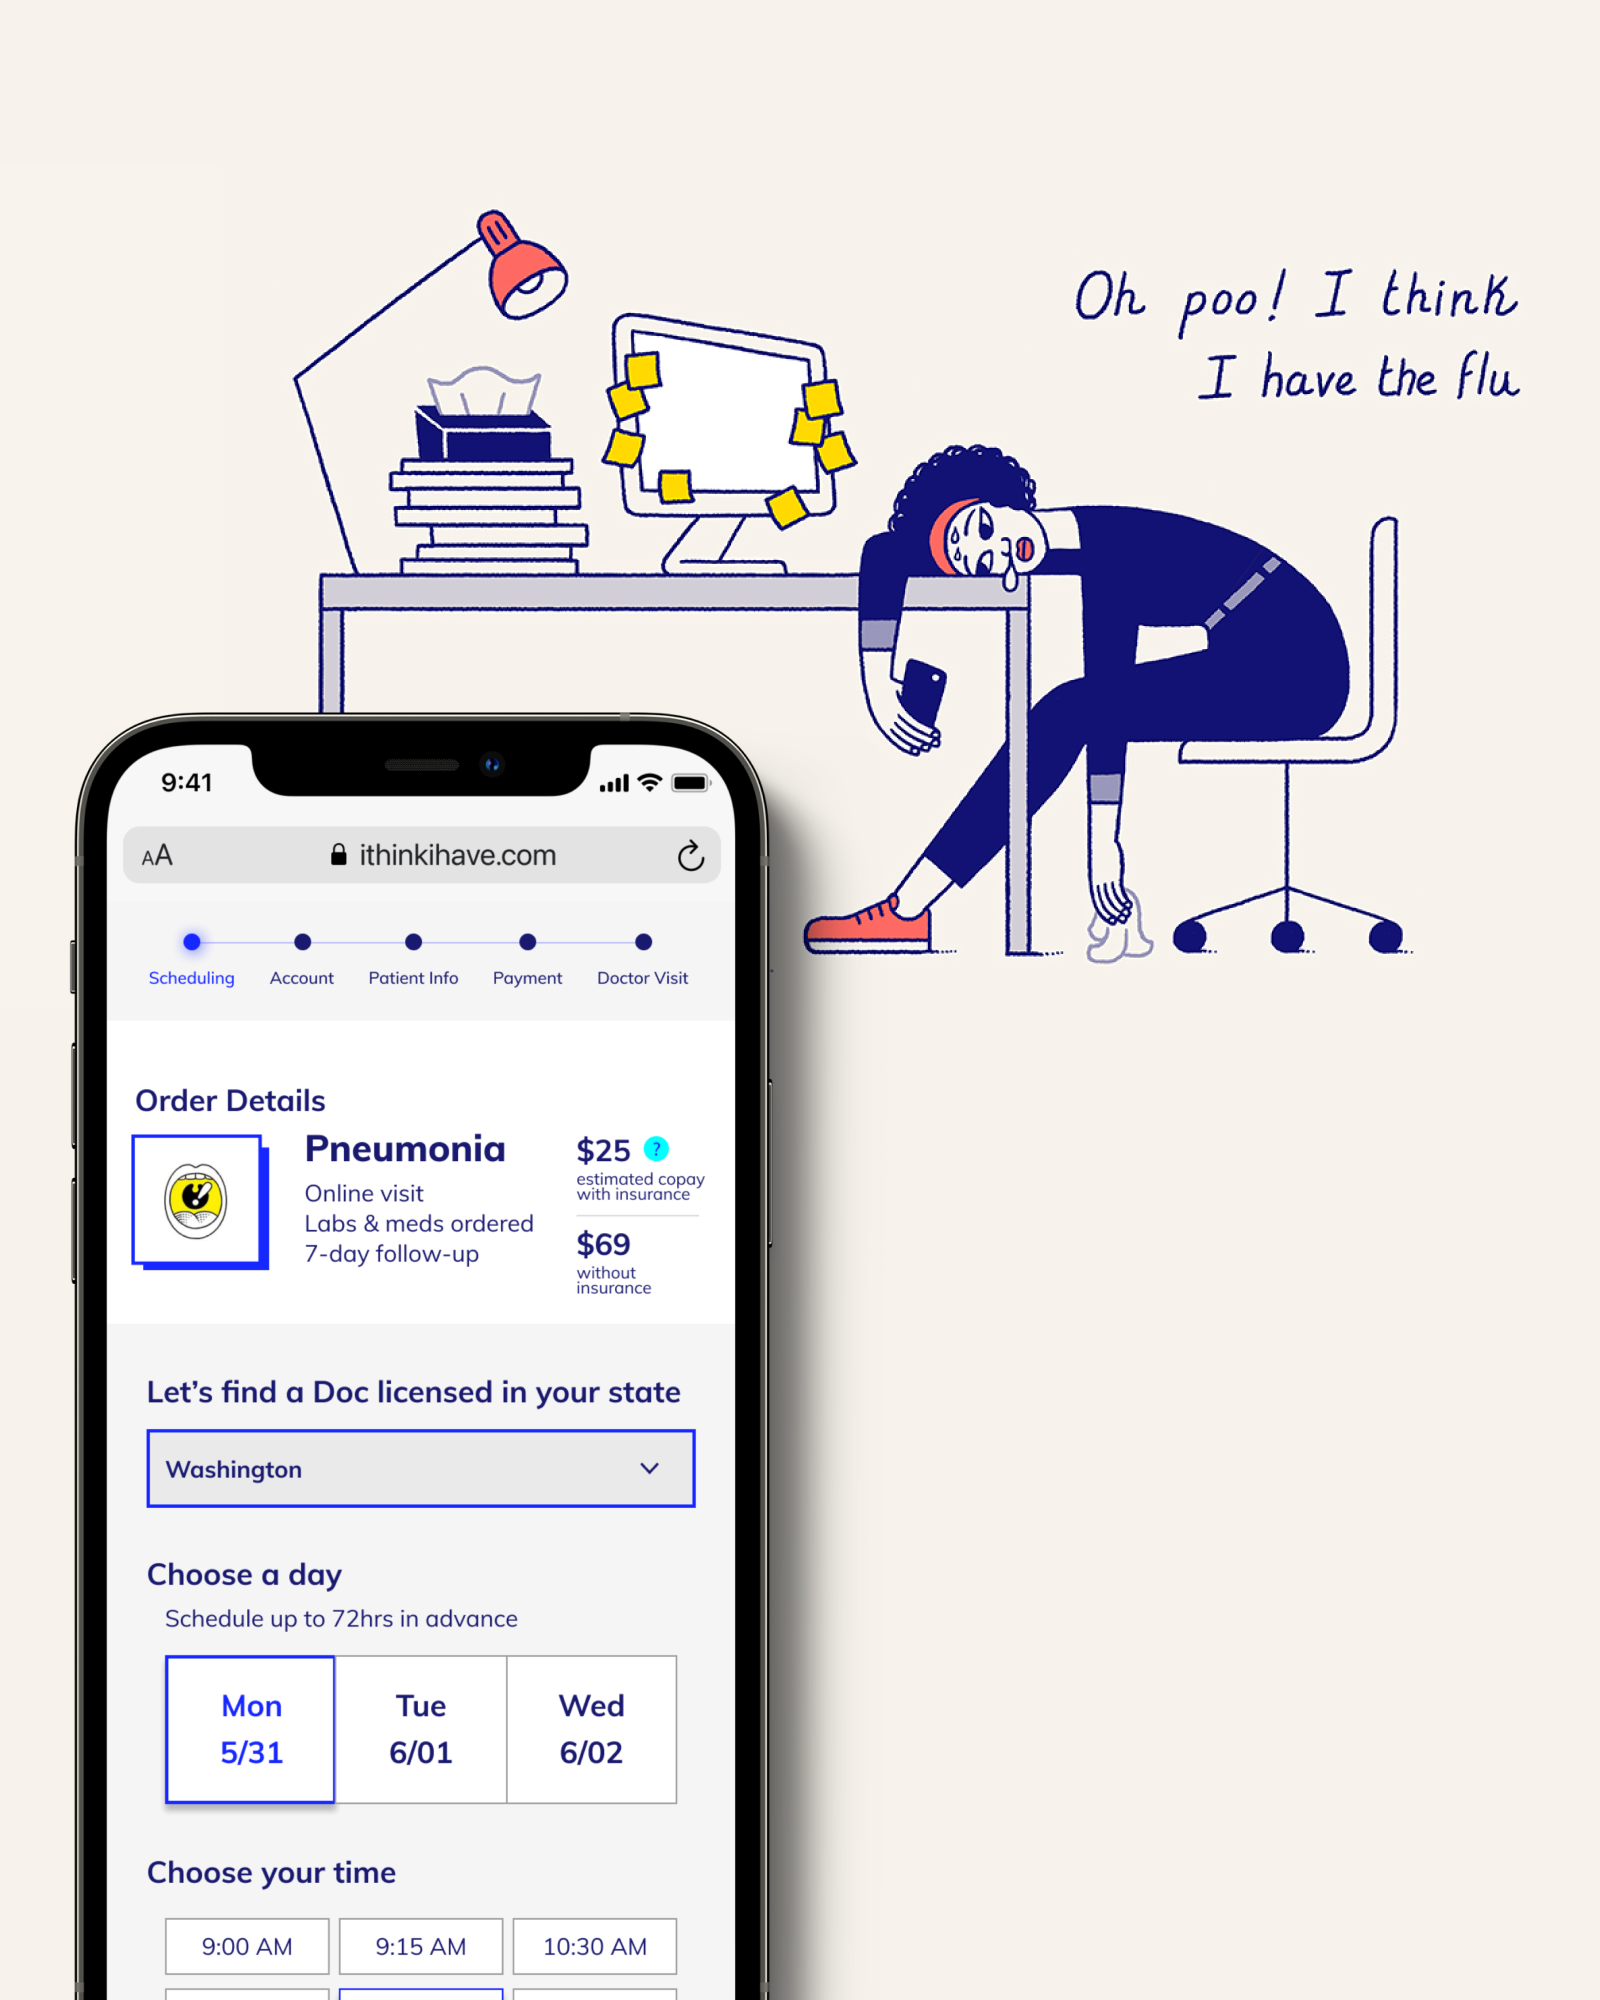 Oh poo! I think
I have the flu
9:41
AA
ithinkihave.com
Scheduling
Account
Patient Info
Payment
Doctor Visit
Order Details
Pneumonia
Online visit
Labs & meds ordered
7-day follow-up
$25 ?
estimated copay
with insurance
$69
without
insurance
Let's find a Doc licensed in your state
Washington
Choose a day
Schedule up to 72hrs in advance
Mon
5/31
Tue
6/01
Wed
6/02
Choose your time
9:00 AM
9:15 AM
10:30 AM